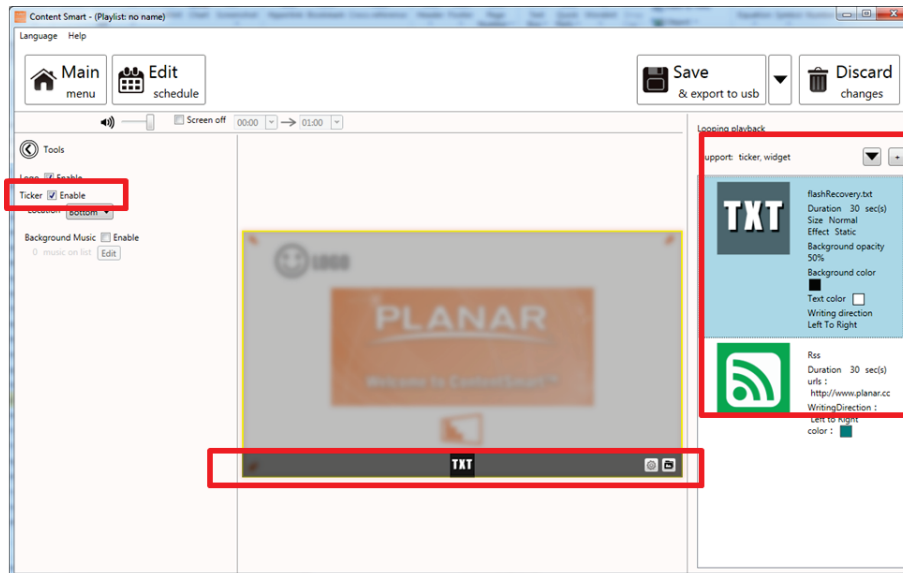 Content Smart - (Playlist: no name)
Language Help
Main
menu
Edit
schedule
Save
& export to usb
Discard
changes
Screen off 00:00 01:00
Looping playback
Tools
Support: ticker, widget
Logo Enable
Ticker Enable
Location Bottom
Background Music Enable
0 music on list Edit
LOGO
PLANAR
Welcome to ContentSmart™
TXT
TXT
flashRecovery.txt
Duration 30 sec(s)
Size Normal
Effect Static
Background opacity
50%
Background color
Text color
Writing direction
Left To Right
Rss
Duration 30 sec(s)
urls :
http://www.planar.cc
WritingDirection :
Left to Right
color :